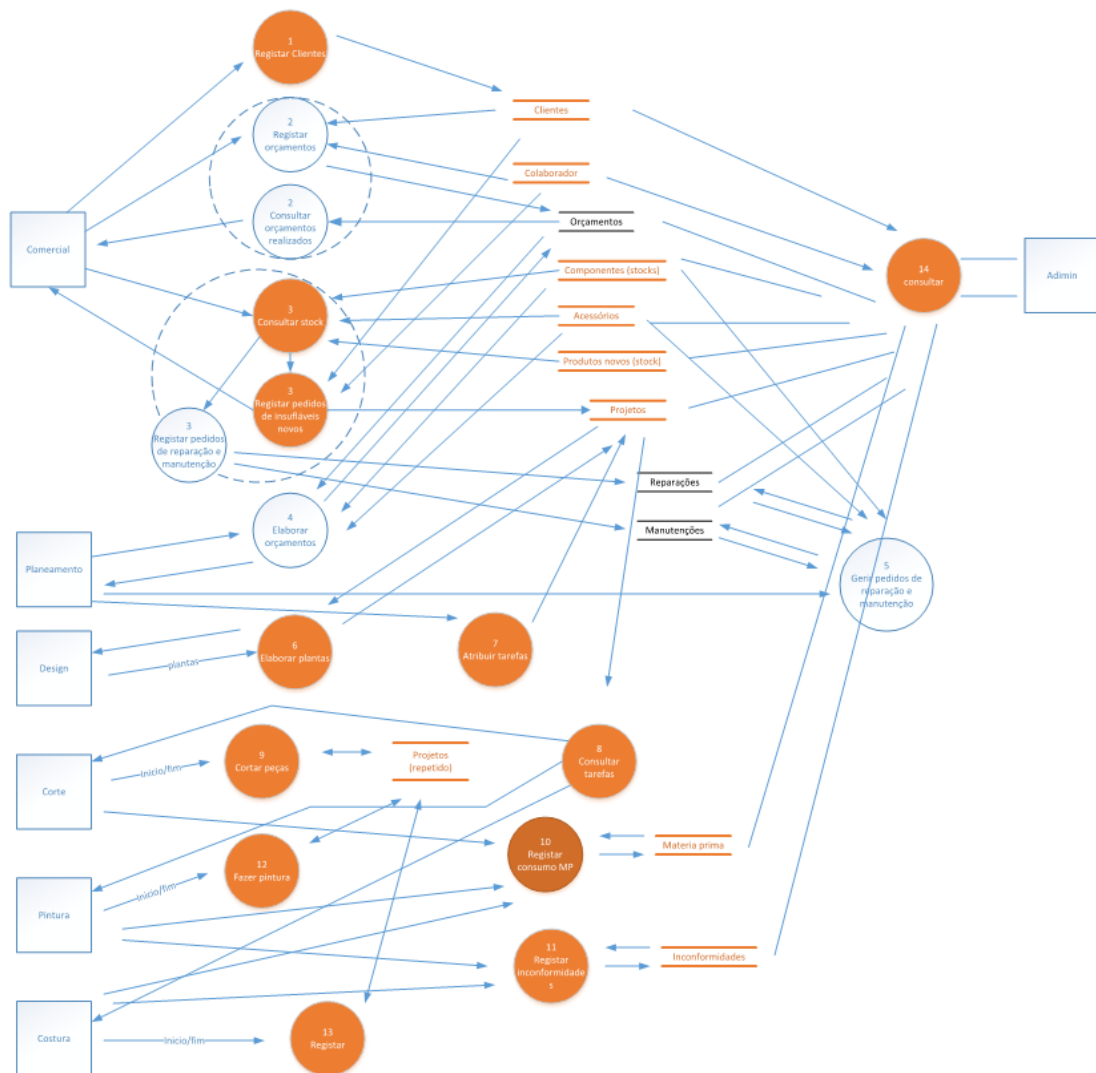 1
Registar Clientes
Clientes
2
Registar
orçamentos
Colaborador
2
Consultar
orçamentos
realizados
Orçamentos
Comercial
14
consultar
Adimin
Componentes (stocks)
3
Consultar stock
Acessórios
Produtos novos (stock)
3
Registar pedidos
de insufláveis
novos
Projetos
3
Registar pedidos
de reparação e
manutenção
Reparações
Manutenções
4
Elaborar
orçamentos
Planeamento
5
Gerir pedidos de
reparação e
manutenção
6
Elaborar plantas
7
Atribuir tarefas
Design
plantas
9
Cortar peças
Projetos
(repetido)
8
Consultar
tarefas
Inicio/fim
Corte
10
Registar
consumo MP
Materia prima
12
Fazer pintura
Inicio/fim
Pintura
11
Registar
inconformidade
s
Inconformidades
Costura
Inicio/fim
13
Registar